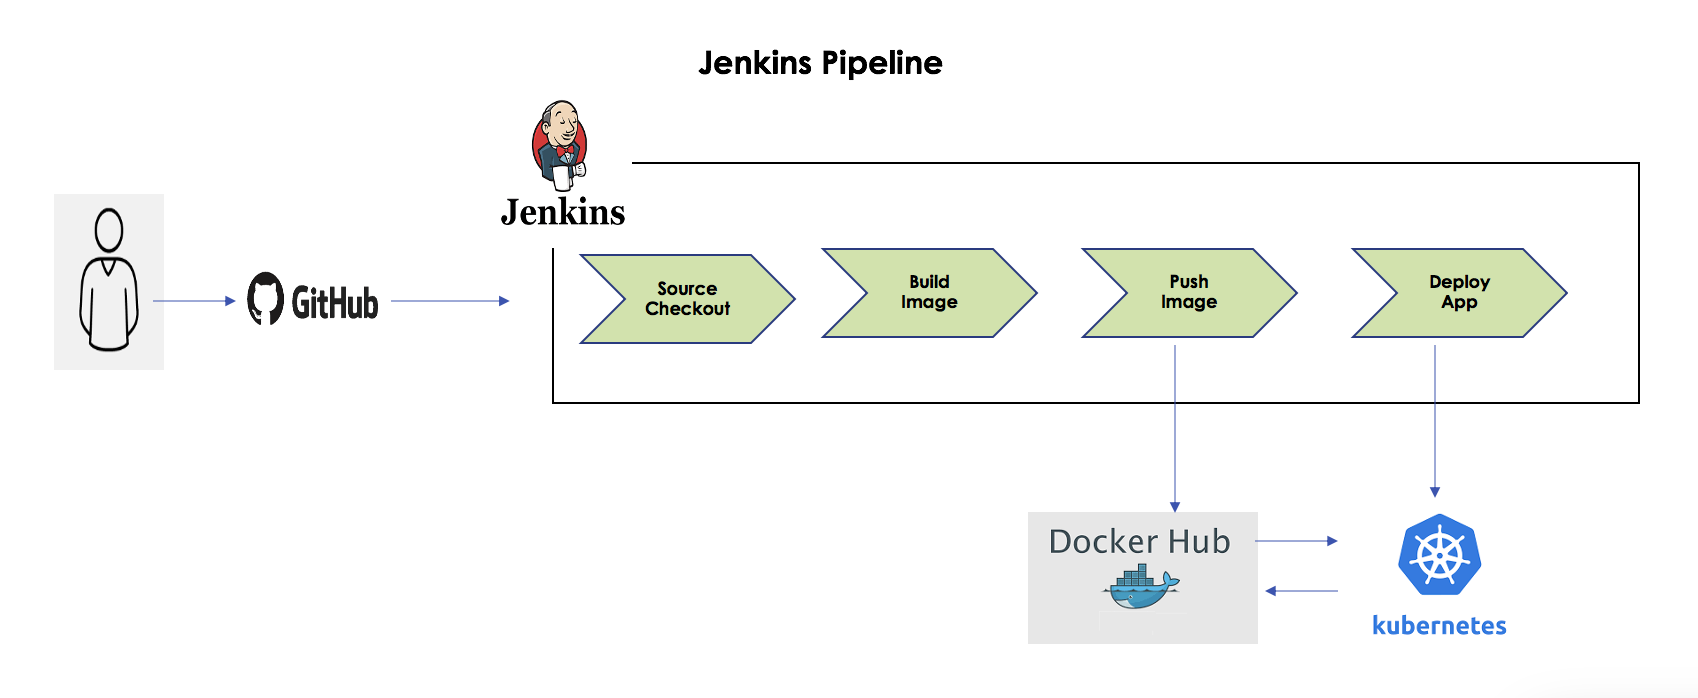 Jenkins Pipeline
Jenkins
GitHub
Source
Checkout
Build
Image
Push
Image
Deploy
App
Docker Hub
kubernetes